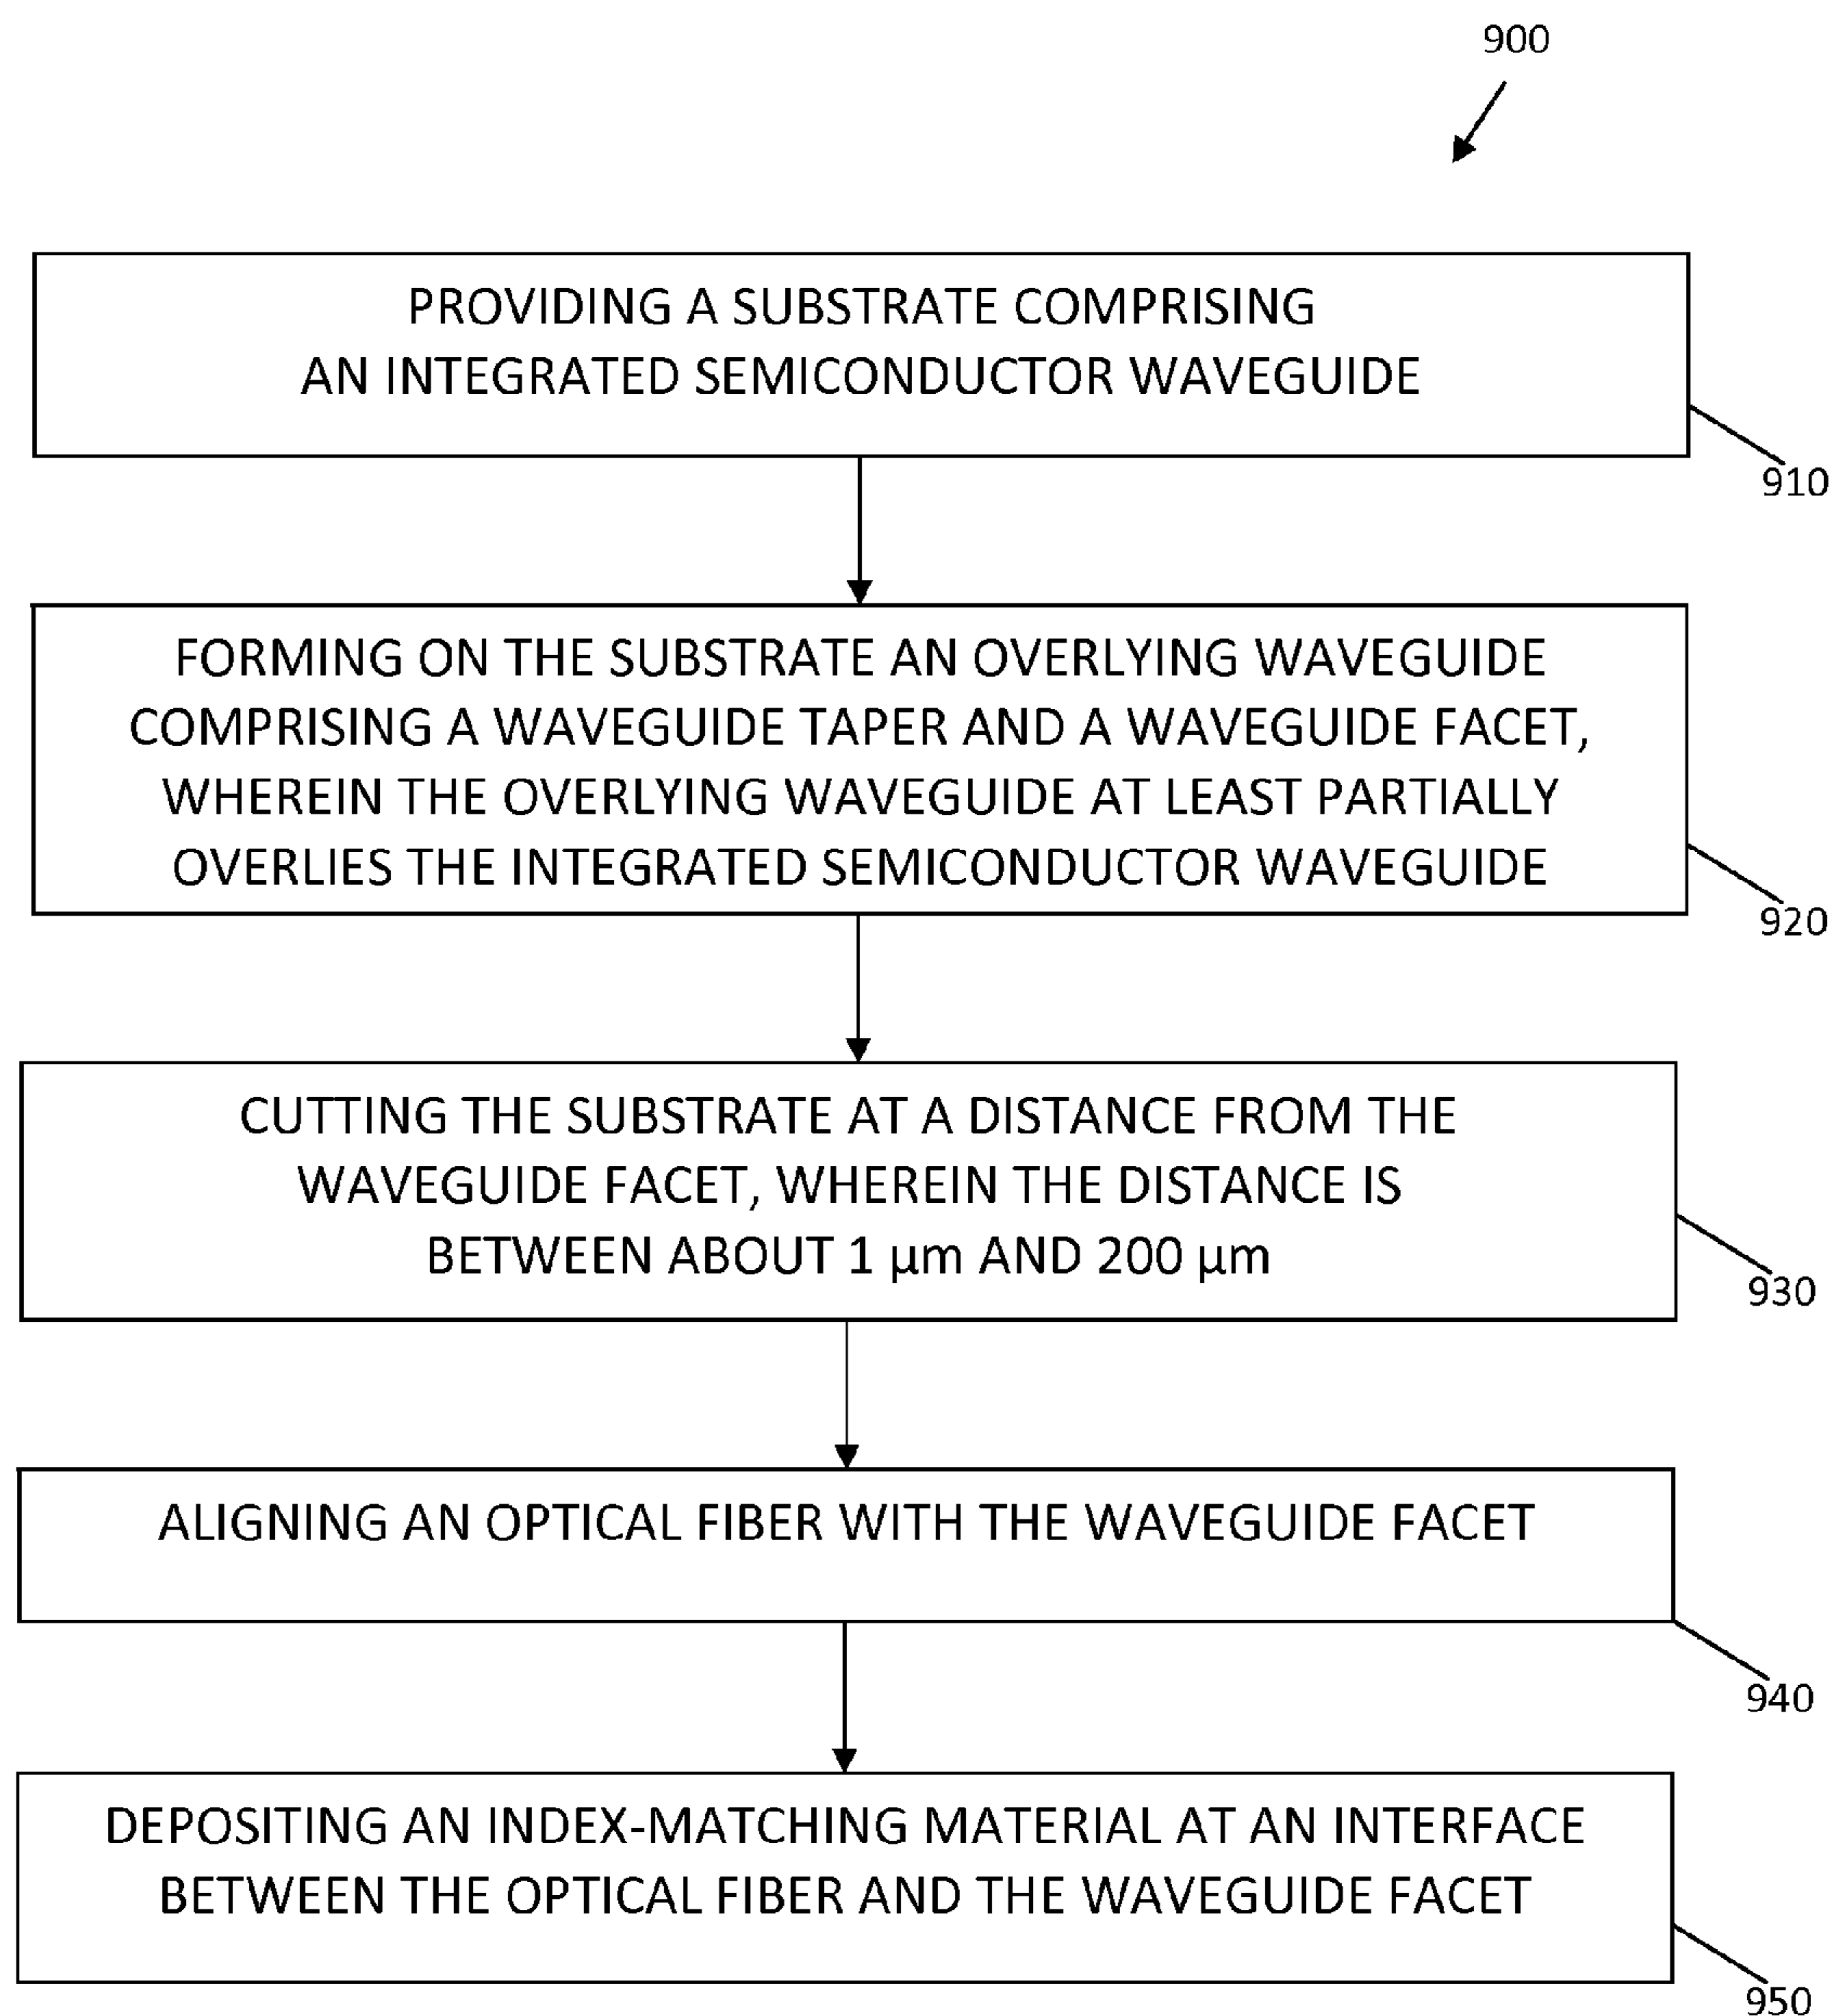 900
PROVIDING A SUBSTRATE COMPRISING
AN INTEGRATED SEMICONDUCTOR WAVEGUIDE
910
FORMING ON THE SUBSTRATE AN OVERLYING WAVEGUIDE
COMPRISING A WAVEGUIDE TAPER AND A WAVEGUIDE FACET,
WHEREIN THE OVERLYING WAVEGUIDE AT LEAST PARTIALLY
OVERLIES THE INTEGRATED SEMICONDUCTOR WAVEGUIDE
920
CUTTING THE SUBSTRATE AT A DISTANCE FROM THE
WAVEGUIDE FACET, WHEREIN THE DISTANCE IS
BETWEEN ABOUT 1 μm AND 200 μm
930
ALIGNING AN OPTICAL FIBER WITH THE WAVEGUIDE FACET
940
DEPOSITING AN INDEX-MATCHING MATERIAL AT AN INTERFACE
BETWEEN THE OPTICAL FIBER AND THE WAVEGUIDE FACET
950